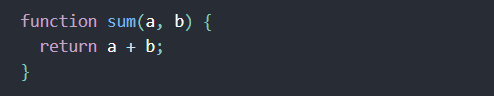 function sum(a, b) {
  return a + b;
}